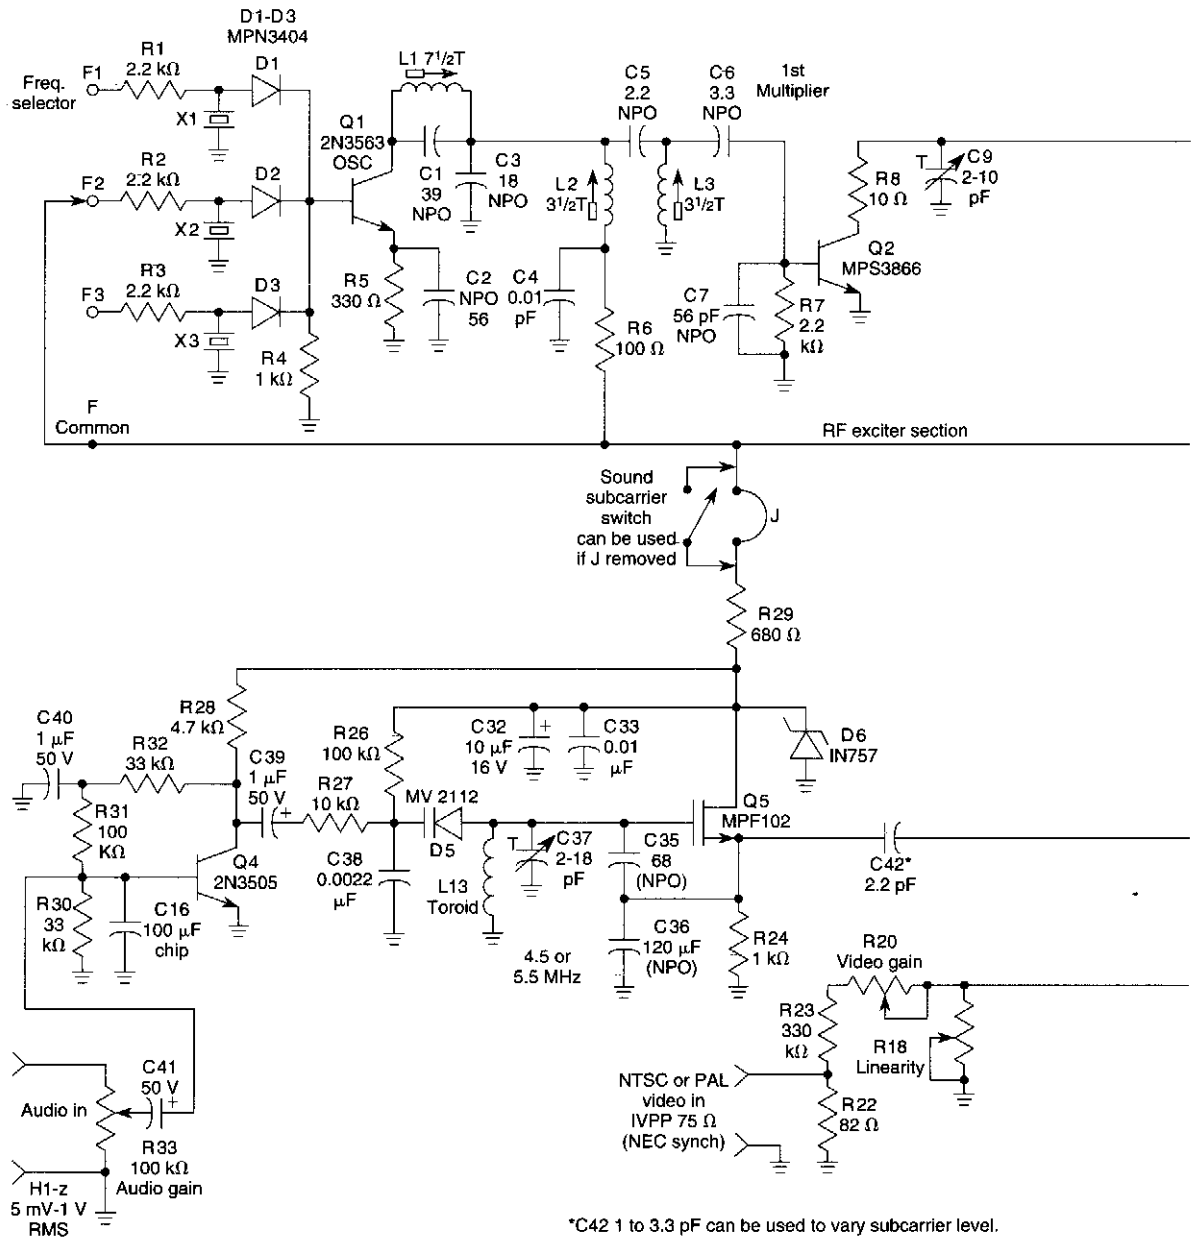 D1-D3
MPN3404
Freq.
selector
F1
R1
2.2 kΩ
D1
X1
L1 7 1/2T
Q1
2N3563
OSC
C1
39
NPO
C3
18
NPO
C5
2.2
NPO
C6
3.3
NPO
1st
Multiplier
L2
3 1/2T
L3
3 1/2T
R8
10 Ω
T
C9
2-10
pF
F2
R2
2.2 kΩ
D2
X2
F3
R3
2.2 kΩ
D3
X3
R4
1 kΩ
R5
330 Ω
C2
NPO
56
C4
0.01
pF
R6
100 Ω
C7
56 pF
NPO
R7
2.2
kΩ
Q2
MPS3866
F
Common
RF exciter section
Sound
subcarrier
switch
can be used
if J removed
J
R29
680 Ω
C40
1 µF
50 V
R32
33 kΩ
R28
4.7 kΩ
C39
1 µF
50 V
+
R27
10 kΩ
R26
100 kΩ
C32
10 µF
16 V
+
C33
0.01
µF
D6
IN757
R31
100
KΩ
Q4
2N3505
MV 2112
D5
T
C37
2-18
pF
C35
68
(NPO)
Q5
MPF102
C42*
2.2 pF
R30
33
kΩ
C16
100 µF
chip
C38
0.0022
µF
L13
Toroid
4.5 or
5.5 MHz
C36
120 µF
(NPO)
R24
1 kΩ
R20
Video gain
R23
330
kΩ
R18
Linearity
C41
50 V
+
Audio in
R33
100 kΩ
Audio gain
H1-z
5 mV-1 V
RMS
NTSC or PAL
video in
IVPP 75 Ω
(NEC synch)
R22
82 Ω
*C42 1 to 3.3 pF can be used to vary subcarrier level.